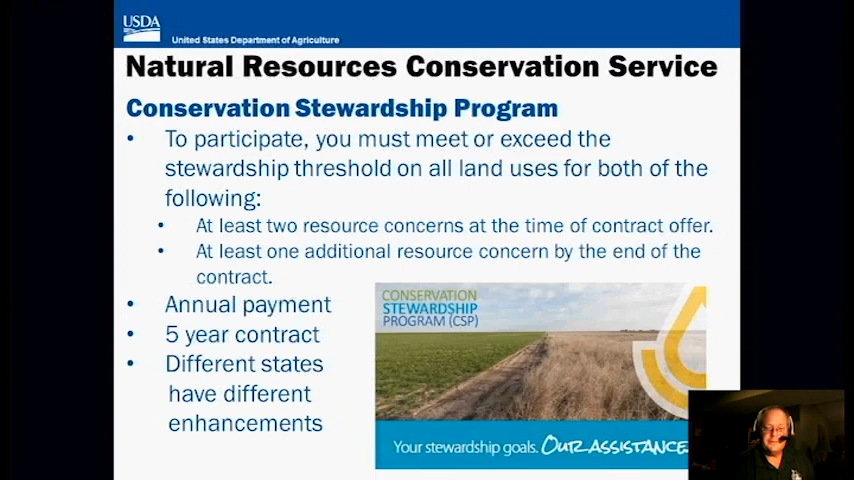 USDA
United States Department of Agriculture
Natural Resources Conservation Service
Conservation Stewardship Program
• To participate, you must meet or exceed the
stewardship threshold on all land uses for both of the
following:
• At least two resource concerns at the time of contract offer.
• At least one additional resource concern by the end of the
contract.
• Annual payment
• 5 year contract
• Different states
have different
enhancements
CONSERVATION
STEWARDSHIP
PROGRAM (CSP)
Your stewardship goals. OUR ASSISTANCE